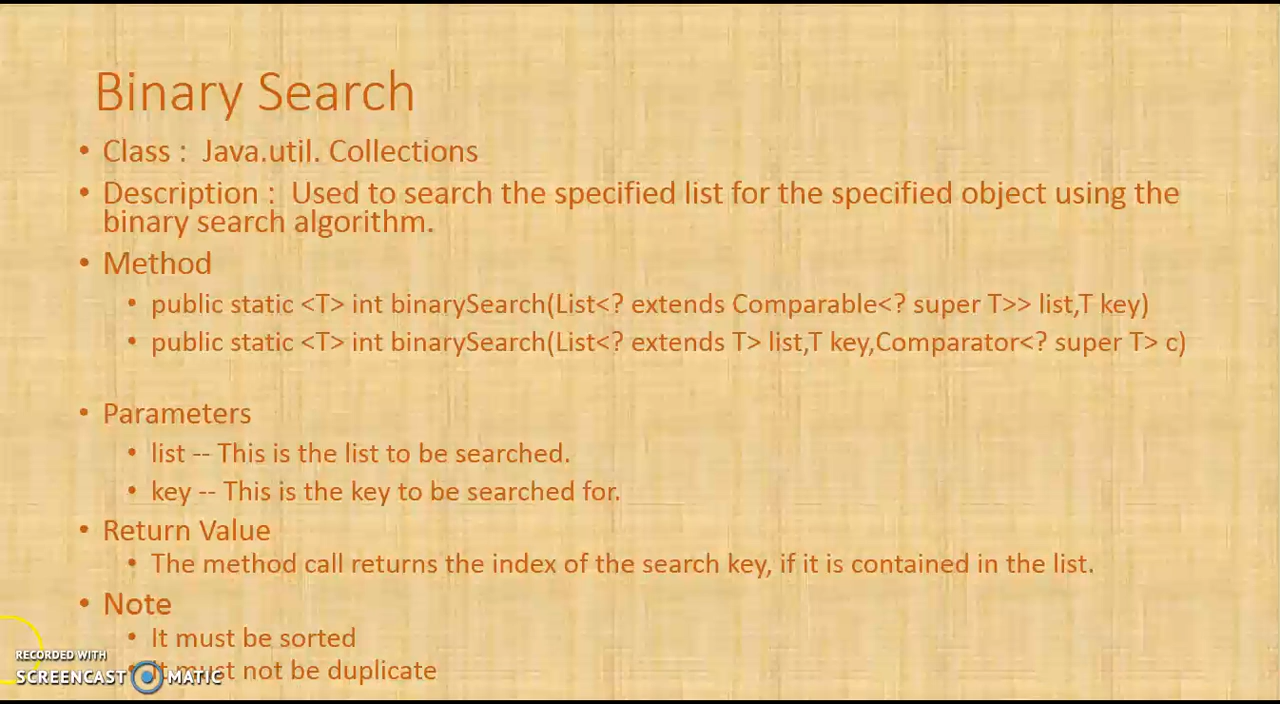 Binary Search
• Class : Java.util. Collections
• Description : Used to search the specified list for the specified object using the
binary search algorithm.
• Method
• public static <T> int binarySearch(List<? extends Comparable<? super T>> list,T key)
• public static <T> int binarySearch(List<? extends T> list,T key,Comparator<? super T> c)
• Parameters
• list -- This is the list to be searched.
• key -- This is the key to be searched for.
• Return Value
• The method call returns the index of the search key, if it is contained in the list.
• Note
• It must be sorted
• It must not be duplicate
RECORDED WITH
SCREENCAST MATIC